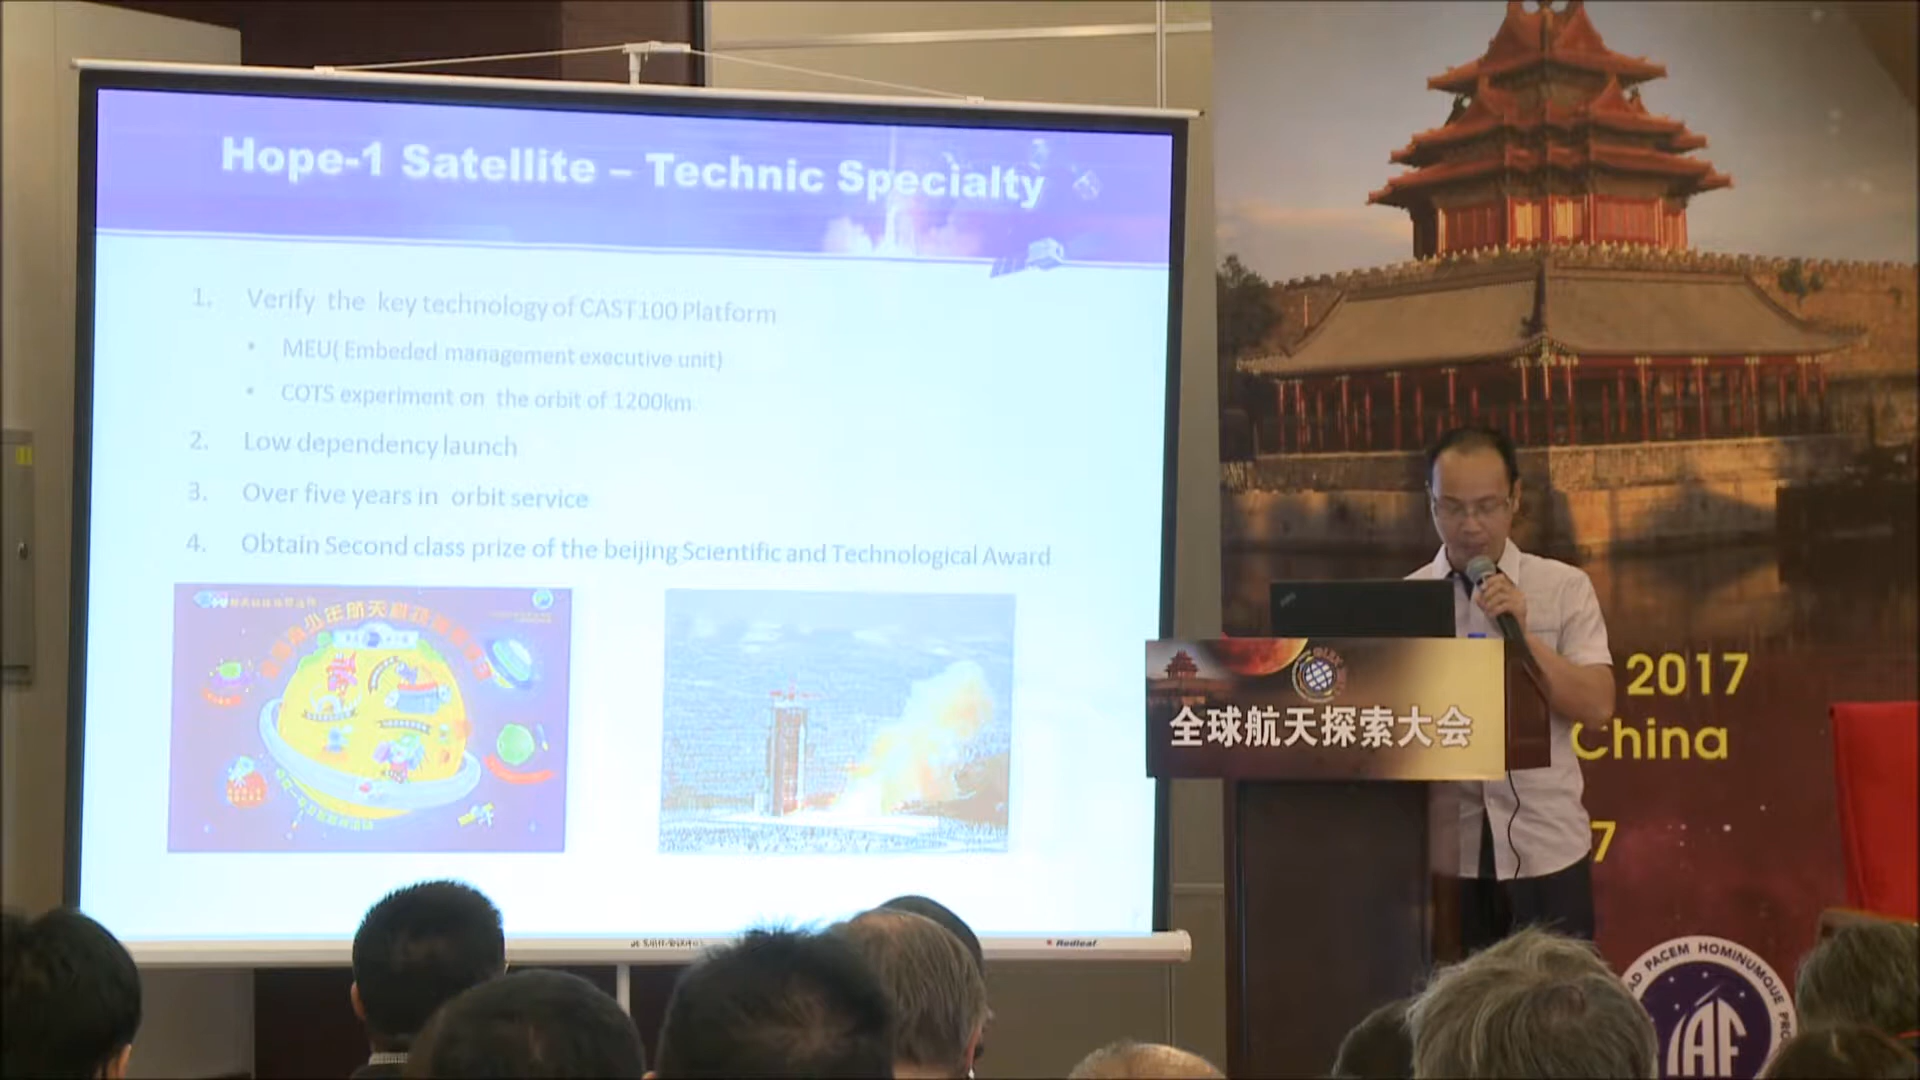 Hope-1 Satellite – Technic Specialty
1. Verify the key technology of CAST100 Platform
• MEU( Embeded management executive unit)
• COTS experiment on the orbit of 1200km.
2. Low dependency launch
3. Over five years in orbit service
4. Obtain Second class prize of the beijing Scientific and Technological Award
Redleaf
全球航天探索大会
2017
China
7
AD PACEM HOMINUMQUE PRO
IAF